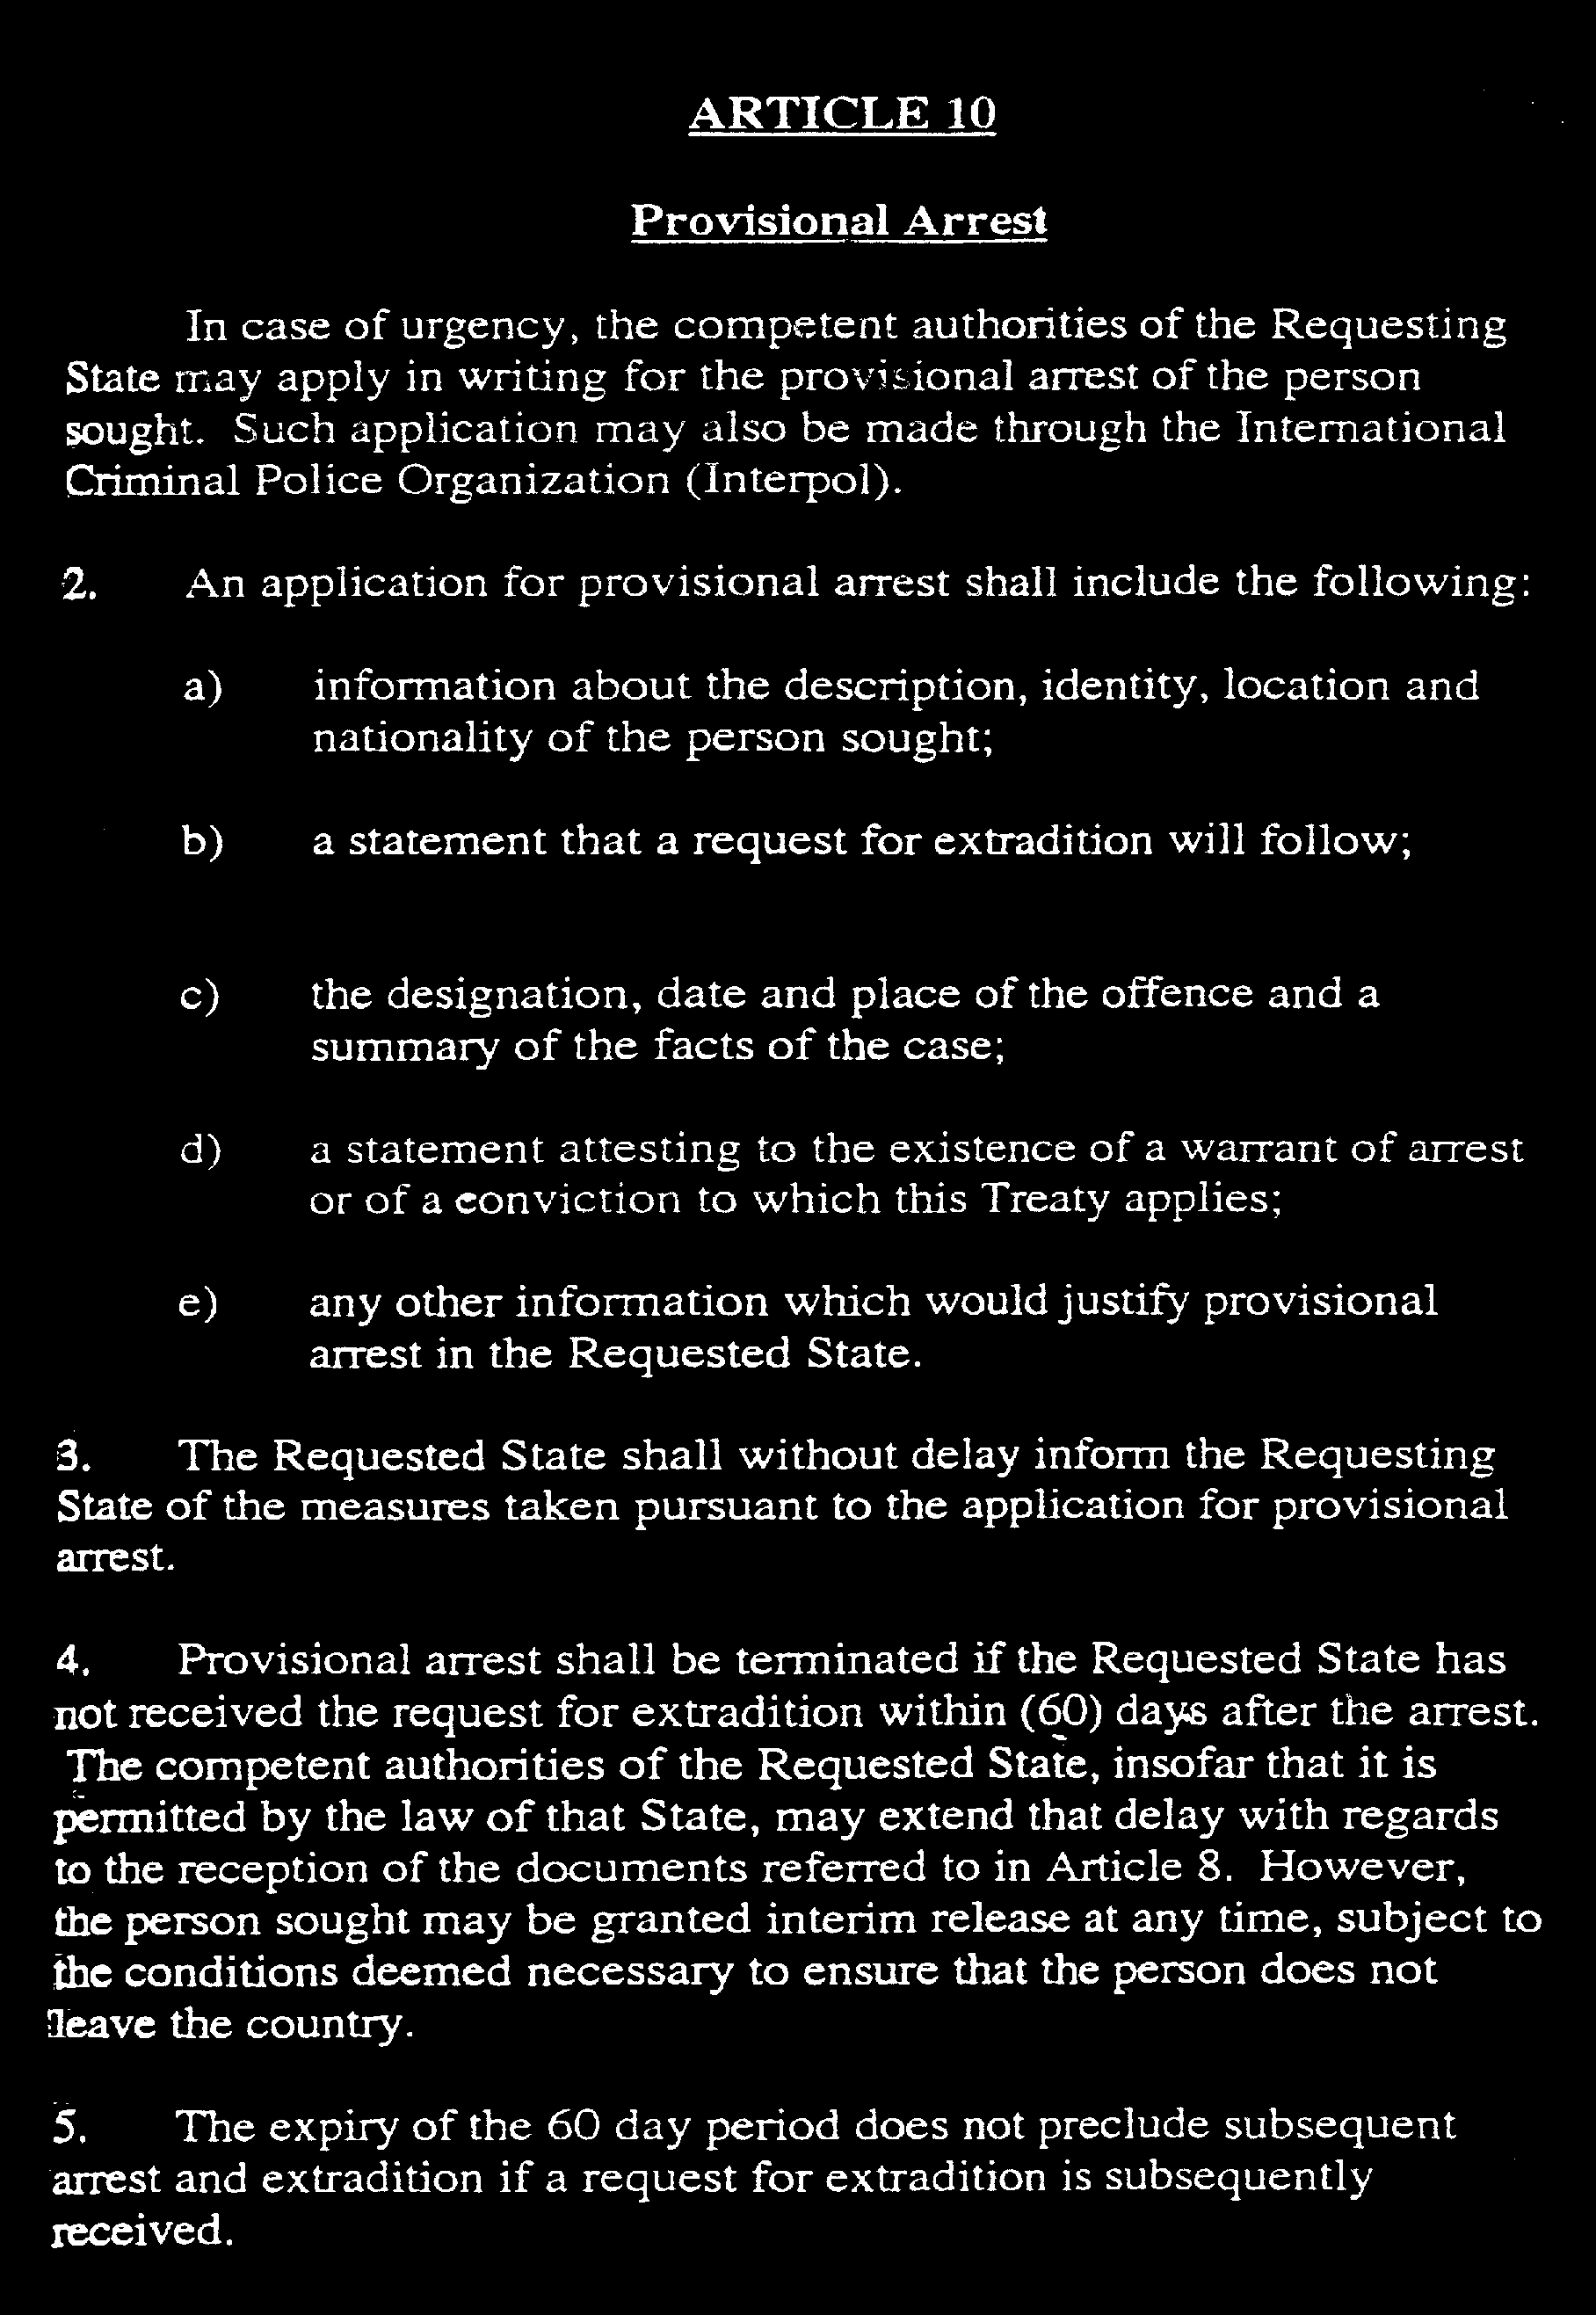 ARTICLE 10
Provisional Arrest
In case of urgency, the competent authorities of the Requesting
State may apply in writing for the provisional arrest of the person
sought. Such application may also be made through the International
Criminal Police Organization (Interpol).
2. An application for provisional arrest shall include the following:
a) information about the description, identity, location and
nationality of the person sought;
b) a statement that a request for extradition will follow;
c) the designation, date and place of the offence and a
summary of the facts of the case;
d) a statement attesting to the existence of a warrant of arrest
or of a conviction to which this Treaty applies;
e) any other information which would justify provisional
arrest in the Requested State.
3. The Requested State shall without delay inform the Requesting
State of the measures taken pursuant to the application for provisional
arrest.
4. Provisional arrest shall be terminated if the Requested State has
not received the request for extradition within (60) days after the arrest.
The competent authorities of the Requested State, insofar that it is
permitted by the law of that State, may extend that delay with regards
to the reception of the documents referred to in Article 8. However,
the person sought may be granted interim release at any time, subject to
the conditions deemed necessary to ensure that the person does not
leave the country.
5. The expiry of the 60 day period does not preclude subsequent
arrest and extradition if a request for extradition is subsequently
received.